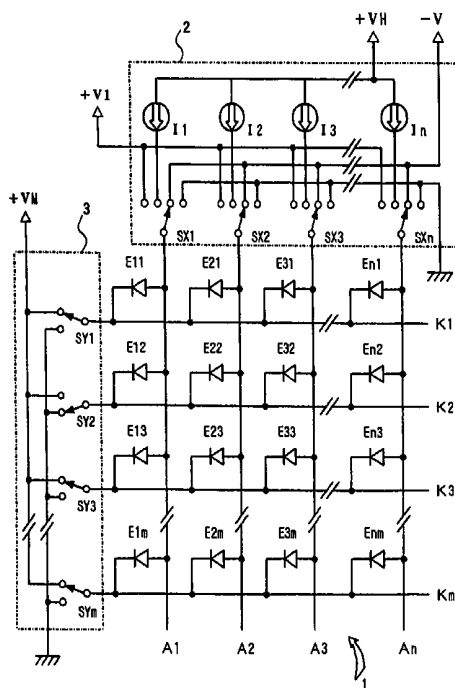 2
+VH
-V
+V1
I1 I2 I3 In
+VM
3
SX1 SX2 SX3 SXn
E11 E21 E31 En1
SY1
K1
E12 E22 E32 En2
SY2
K2
E13 E23 E33 En3
SY3
K3
E1m E2m E3m Enm
SYm
Km
A1 A2 A3 An
1